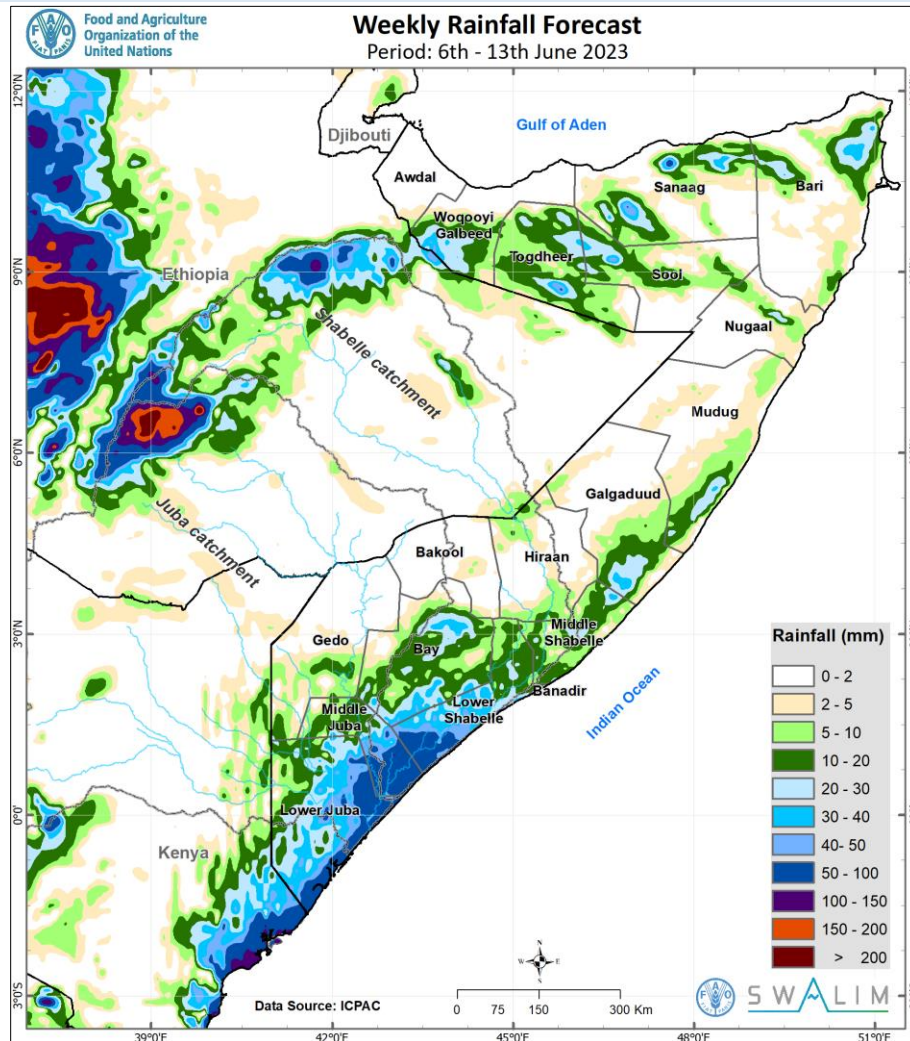 Food and Agriculture
Organization of the
United Nations
FAO
FIAT PANIS
Weekly Rainfall Forecast
Period: 6th - 13th June 2023
12°0'N
9°0'N
6°0'N
3°0'N
0°0'
3°0'S
Djibouti
Gulf of Aden
Awdal
Woqooyi
Galbeed
Togdheer
Sanaag
Bari
Sool
Nugaal
Ethiopia
Shabelle catchment
Mudug
Galgaduud
Juba catchment
Bakool
Hiraan
Gedo
Bay
Middle
Shabelle
Banadir
Lower
Shabelle
Middle
Juba
Indian Ocean
Lower Juba
Kenya
Rainfall (mm)
0 - 2
2 - 5
5 - 10
10 - 20
20 - 30
30 - 40
40- 50
50 - 100
100 - 150
150 - 200
> 200
N
W E
S
Data Source: ICPAC
0 75 150 300 Km
SWALIM
39°0'E
42°0'E
45°0'E
48°0'E
51°0'E